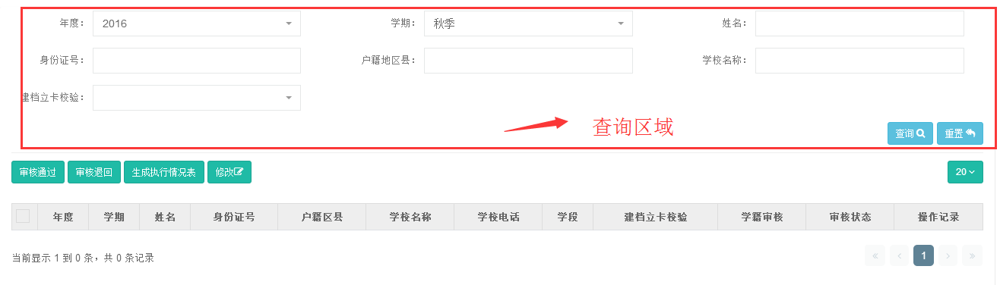 年度： 2016 学期： 秋季 姓名：
身份证号： 户籍地区县： 学校名称：
建档立卡校验：
查询区域
查询 重置
审核通过 审核退回 生成执行情况表 修改 20
年度 学期 姓名 身份证号 户籍区县 学校名称 学校电话 学段 建档立卡校验 学籍审核 审核状态 操作记录
当前显示 1 到 0 条，共 0 条记录 « ‹ 1 › »